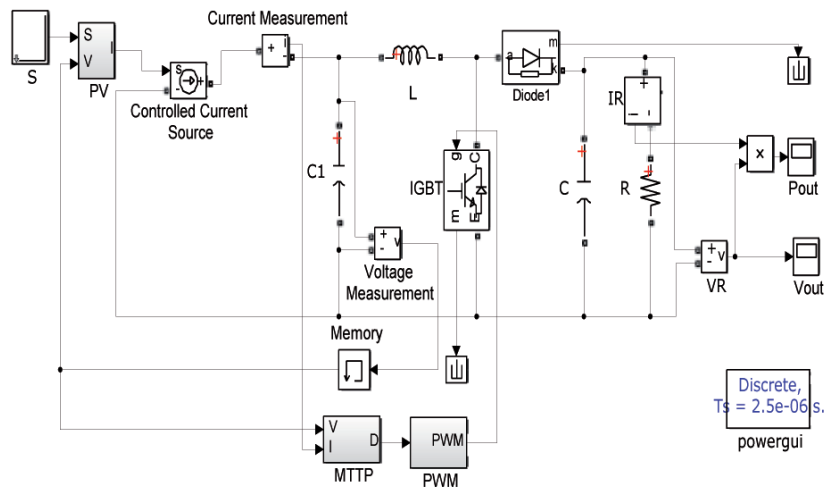 Current Measurement
S
V
I
PV
S
s
+
-
Controlled Current
Source
+
I
-
L
a
m
k
Diode1
C1
g
C
m
E
IGBT
C
IR
+
I
-
R
x
Pout
+
-
v
VR
Vout
+
-
v
Voltage
Measurement
Memory
V
I
D
MTTP
PWM
PWM
Discrete,
Ts = 2.5e-06 s.
powergui